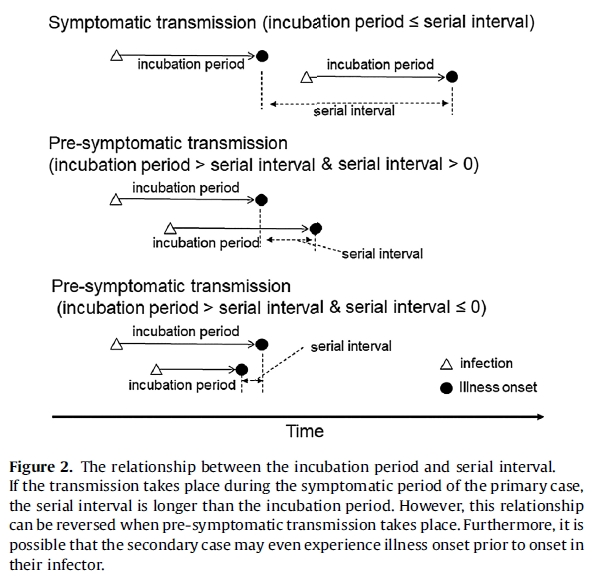 Symptomatic transmission (incubation period ≤ serial interval)
incubation period
incubation period
serial interval
Pre-symptomatic transmission
(incubation period > serial interval & serial interval > 0)
incubation period
incubation period
serial interval
Pre-symptomatic transmission
(incubation period > serial interval & serial interval ≤ 0)
incubation period
serial interval
incubation period
infection
Illness onset
Time
Figure 2. The relationship between the incubation period and serial interval.
If the transmission takes place during the symptomatic period of the primary case,
the serial interval is longer than the incubation period. However, this relationship
can be reversed when pre-symptomatic transmission takes place. Furthermore, it is
possible that the secondary case may even experience illness onset prior to onset in
their infector.